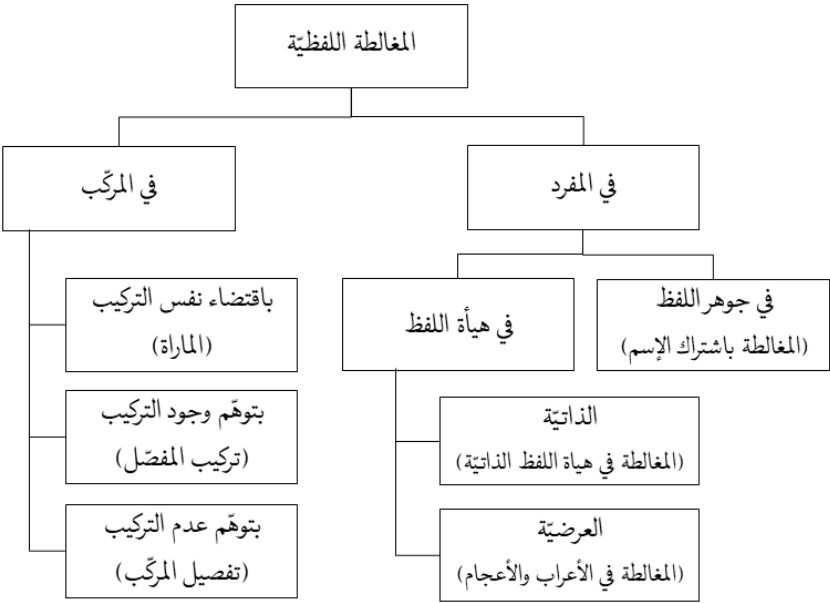 المغالطة اللفظيّة
في المفرد
في المركّب
في جوهر اللفظ
(المغالطة باشتراك الإسم)
في هيأة اللفظ
الذاتيّة
(المغالطة في هياة اللفظ الذاتيّة)
العرضيّة
(المغالطة في الأعراب والأعجام)
باقتضاء نفس التركيب
(الماراة)
بتوهّم وجود التركيب
(تركيب المفصّل)
بتوهّم عدم التركيب
(تفصيل المركّب)